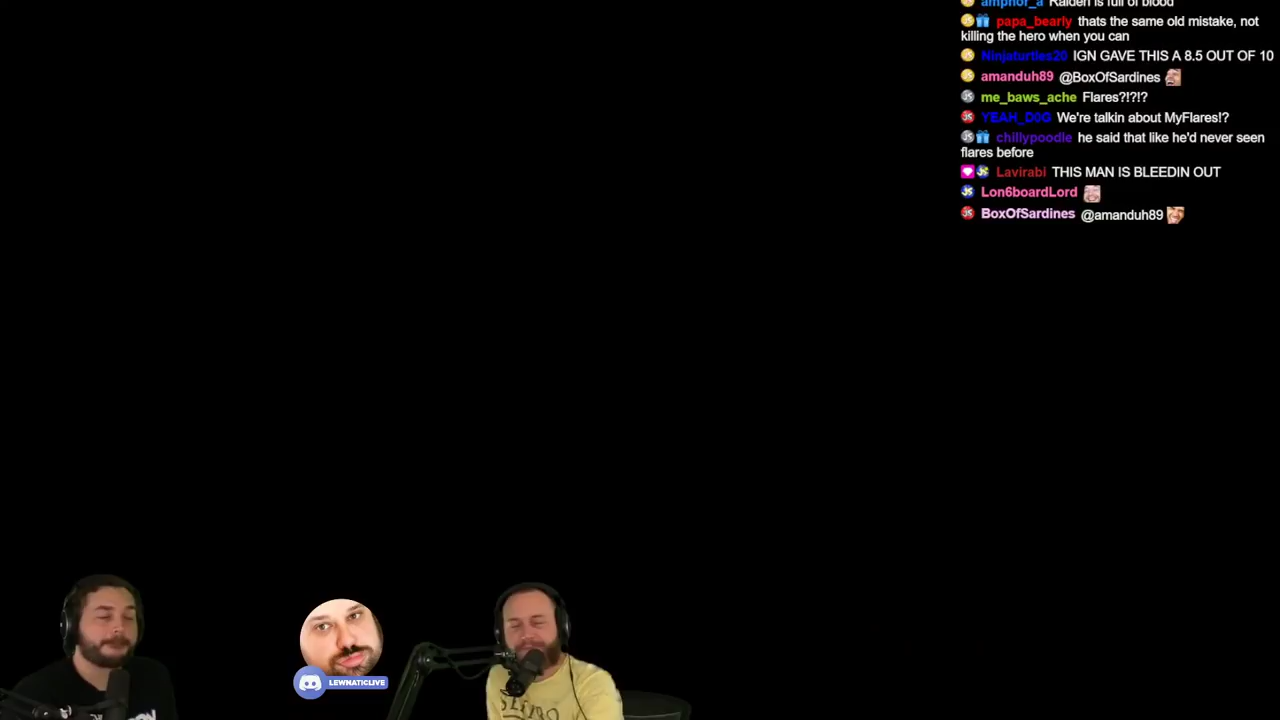 amphor_a Raiden is full of blood
papa_bearly thats the same old mistake, not
killing the hero when you can
Ninjaturtles20 IGN GAVE THIS A 8.5 OUT OF 10
amanduh89 @BoxOfSardines
me_baws_ache Flares?!?!?
YEAH_D0G We're talkin about MyFlares!?
chillypoodle he said that like he'd never seen
flares before
Lavirabi THIS MAN IS BLEEDIN OUT
Lon6boardLord
BoxOfSardines @amanduh89
LEWNATICLIVE